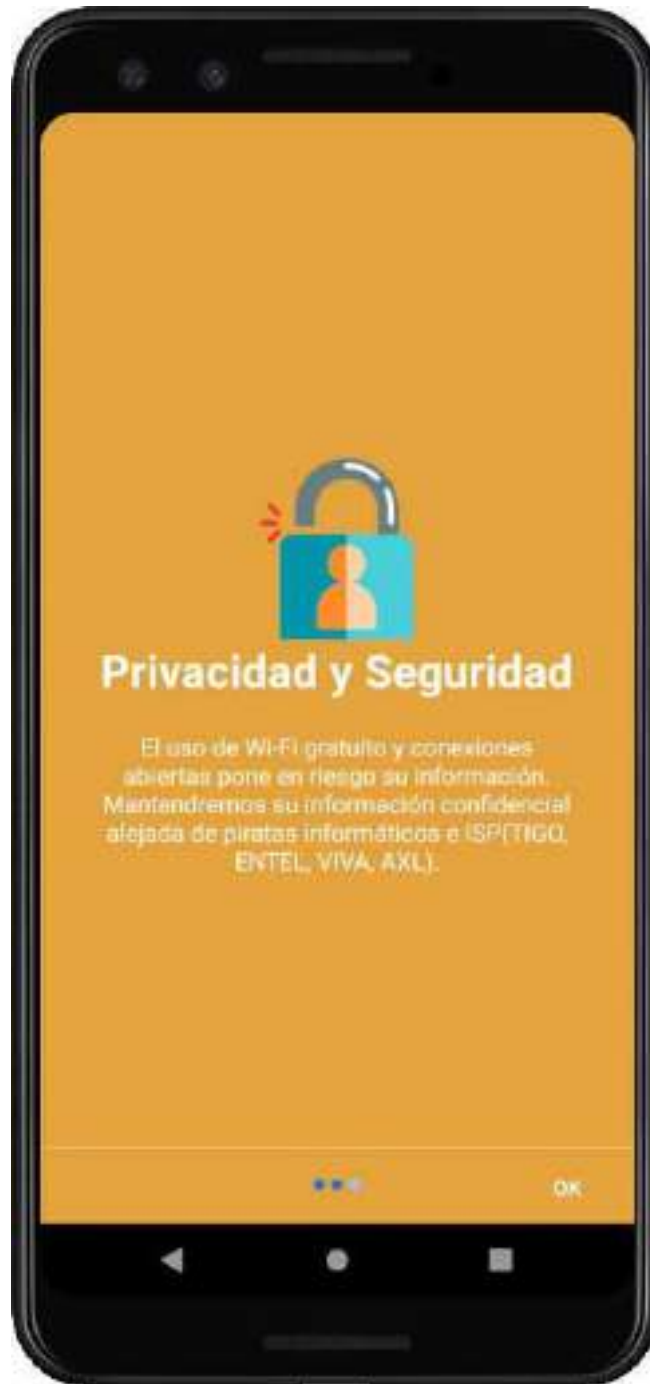 Privacidad y Seguridad
El uso de Wi-Fi gratuito y conexiones
abiertas pone en riesgo su información.
Mantendremos su información confidencial
alejada de piratas informáticos e ISP(TIGO,
ENTEL, VIVA, AXL).
OK